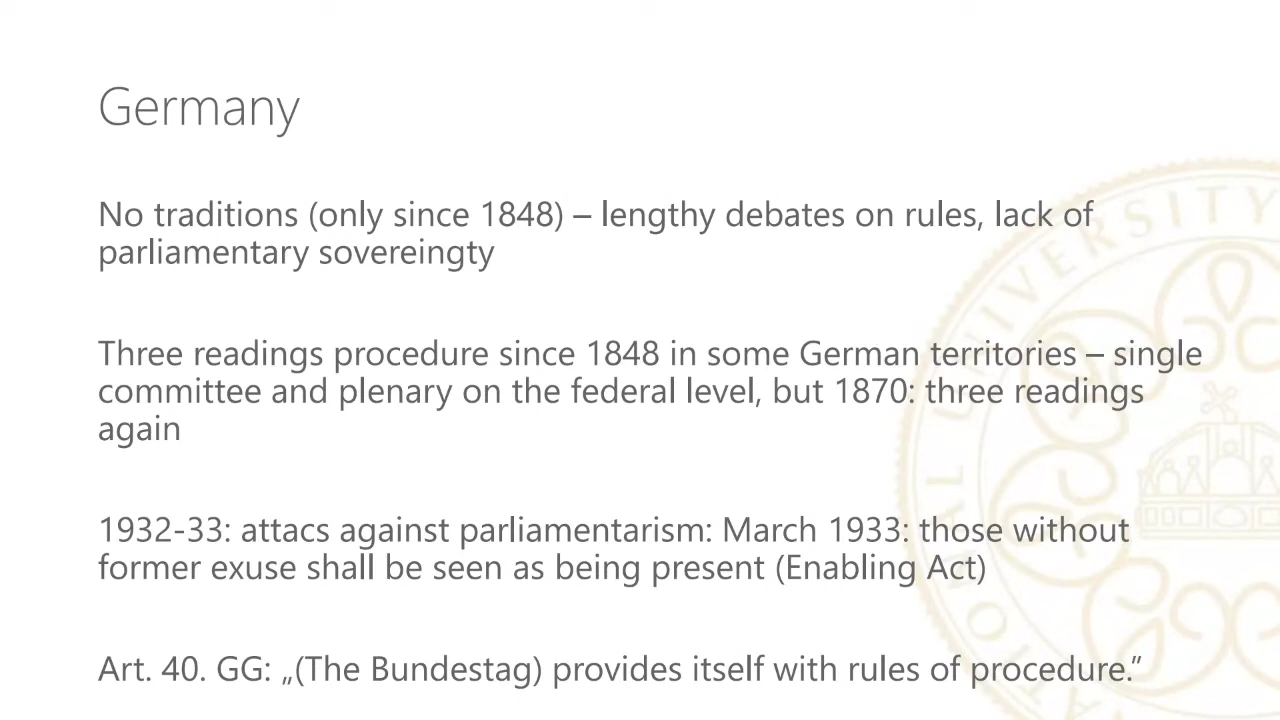 Germany
No traditions (only since 1848) – lengthy debates on rules, lack of
parliamentary sovereingty
Three readings procedure since 1848 in some German territories – single
committee and plenary on the federal level, but 1870: three readings
again
1932-33: attacs against parliamentarism: March 1933: those without
former exuse shall be seen as being present (Enabling Act)
Art. 40. GG: „(The Bundestag) provides itself with rules of procedure.”